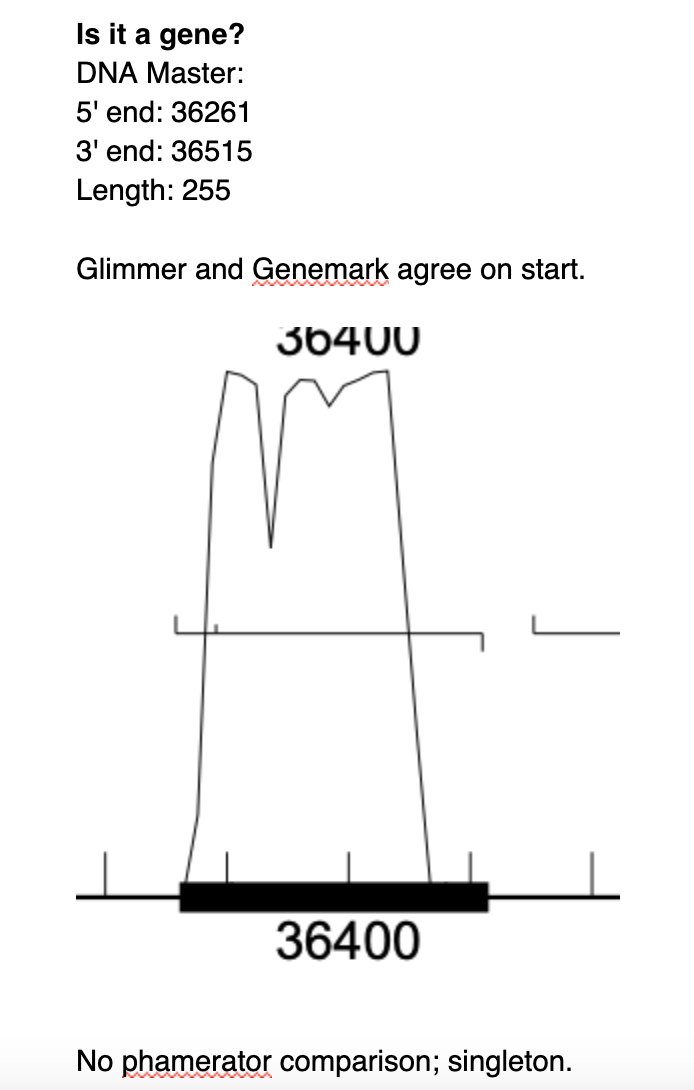 Is it a gene?
DNA Master:
5' end: 36261
3' end: 36515
Length: 255
Glimmer and Genemark agree on start.
36400
36400
No phamerator comparison; singleton.